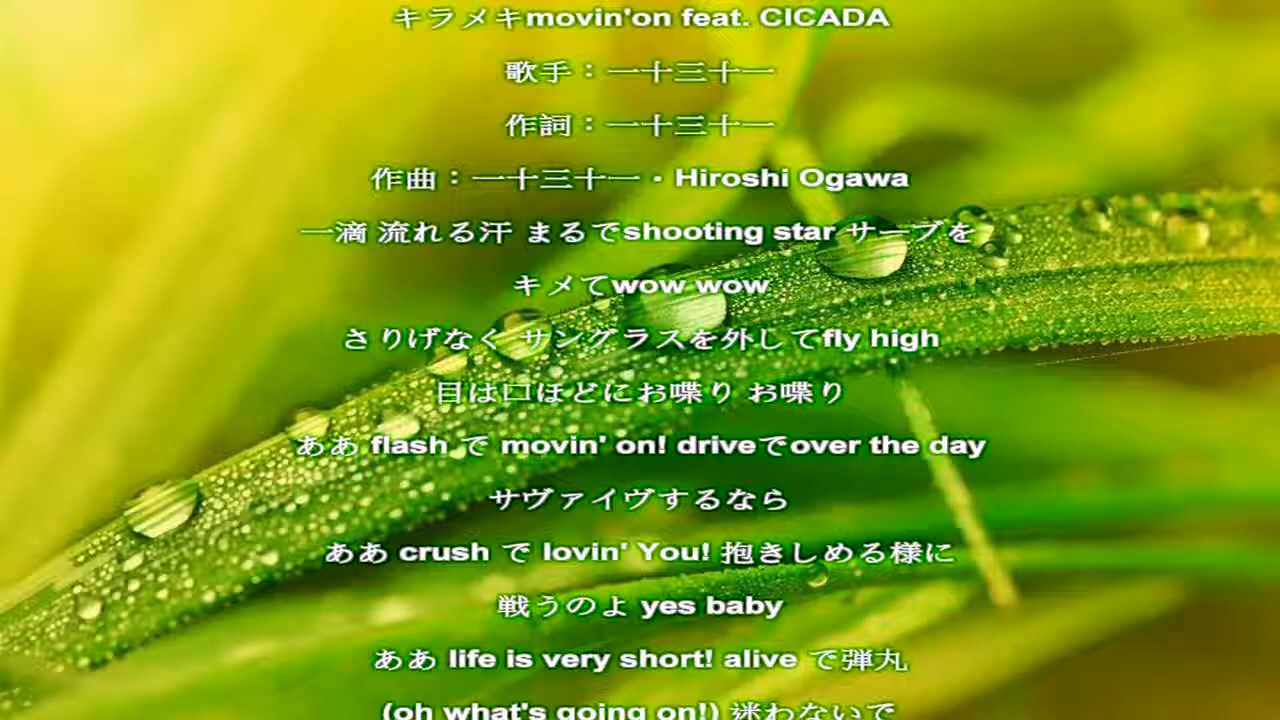 キラメキmovin'on feat. CICADA
歌手：一十三十一
作詞：一十三十一
作曲：一十三十一・Hiroshi Ogawa
一滴 流れる汗 まるでshooting star サーブを
キメてwow wow
さりげなく サングラスを外してfly high
目は口ほどにお喋り お喋り
ああ flash で movin' on! driveでover the day
サヴァイヴするなら
ああ crush で lovin' You! 抱きしめる様に
戦うのよ yes baby
ああ life is very short! alive で弾丸
(oh what's going on!) 迷わないで